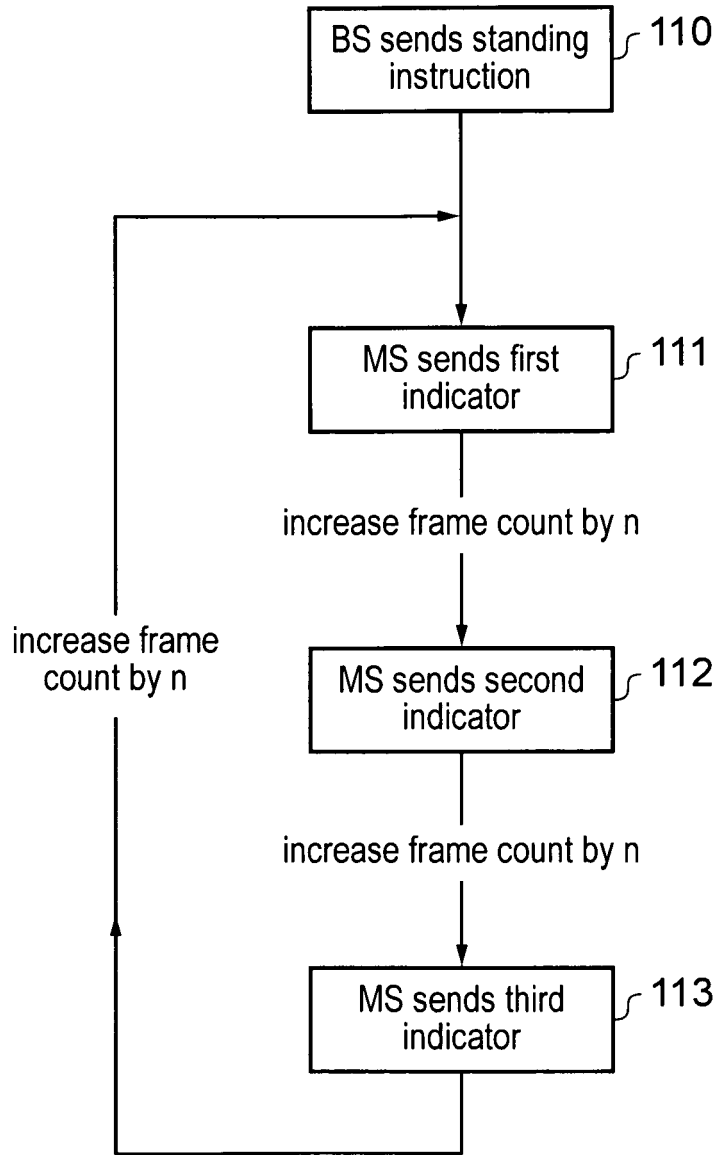 BS sends standing
instruction
110
MS sends first
indicator
111
increase frame count by n
increase frame
count by n
MS sends second
indicator
112
increase frame count by n
MS sends third
indicator
113